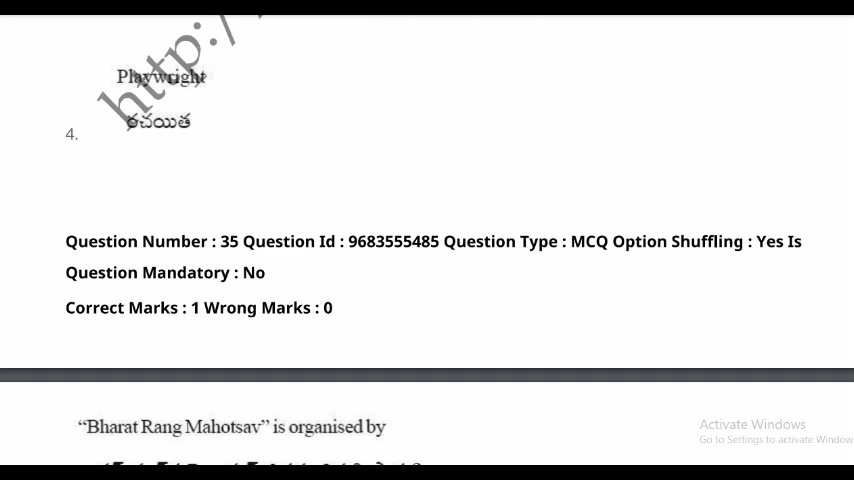 http:/
Playwright
రచయిత
4.
Question Number : 35 Question Id : 9683555485 Question Type : MCQ Option Shuffling : Yes Is
Question Mandatory : No
Correct Marks : 1 Wrong Marks : 0
“Bharat Rang Mahotsav” is organised by
Activate Windows
Go to Settings to activate Window